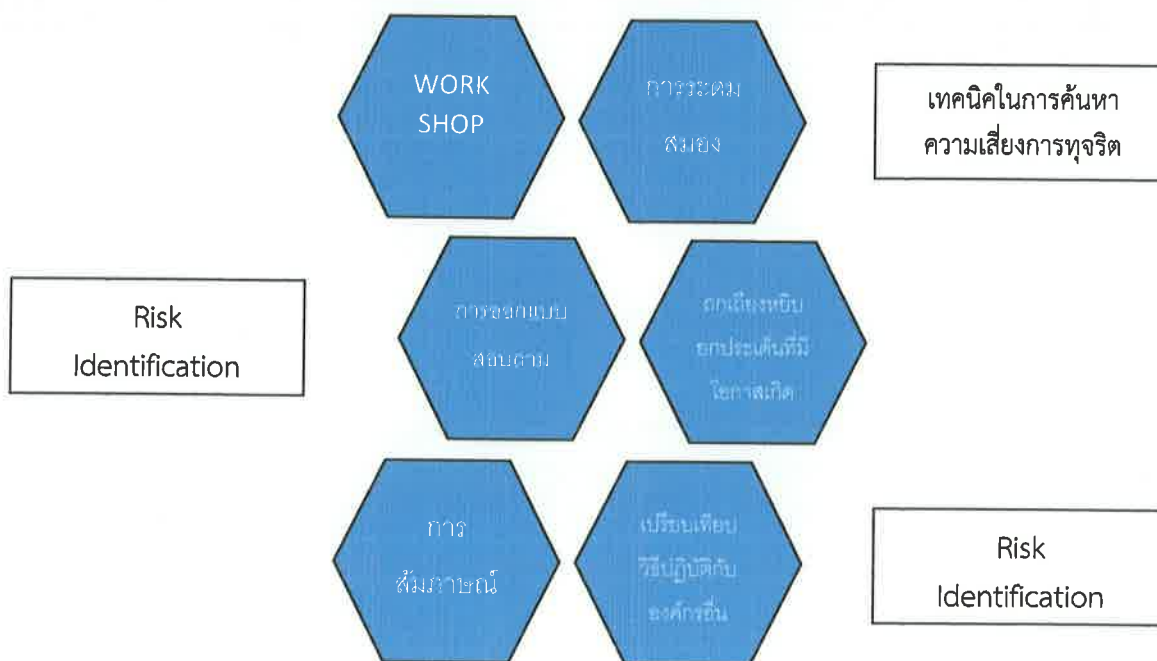 WORK
SHOP
การระดม
สมอง
เทคนิคในการค้นหา
ความเสี่ยงการทุจริต
Risk
Identification
การออกแบบ
สอบถาม
ถกเถียงหยิบ
ยกประเด็นที่มี
โอกาสเกิด
การ
สัมภาษณ์
เปรียบเทียบ
วิธีปฏิบัติกับ
องค์กรอื่น
Risk
Identification